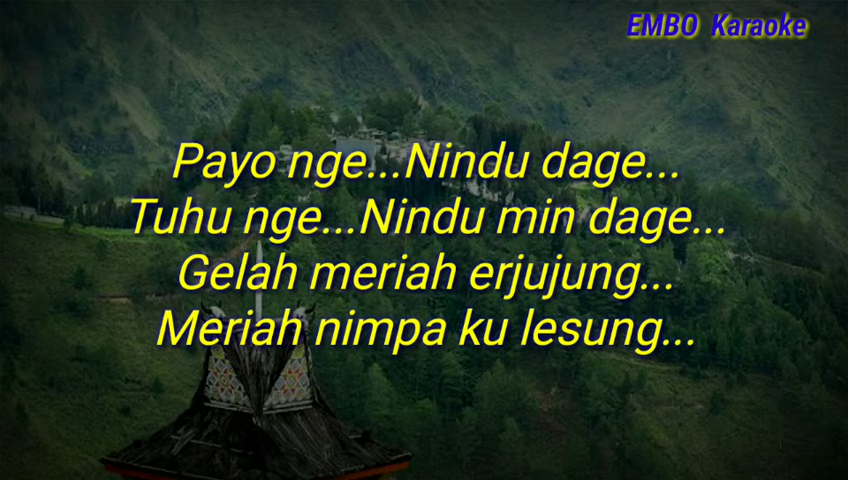 EMBO Karaoke
Payo nge...Nindu dage...
Tuhu nge...Nindu min dage...
Gelah meriah erjujung...
Meriah nimpa ku lesung...